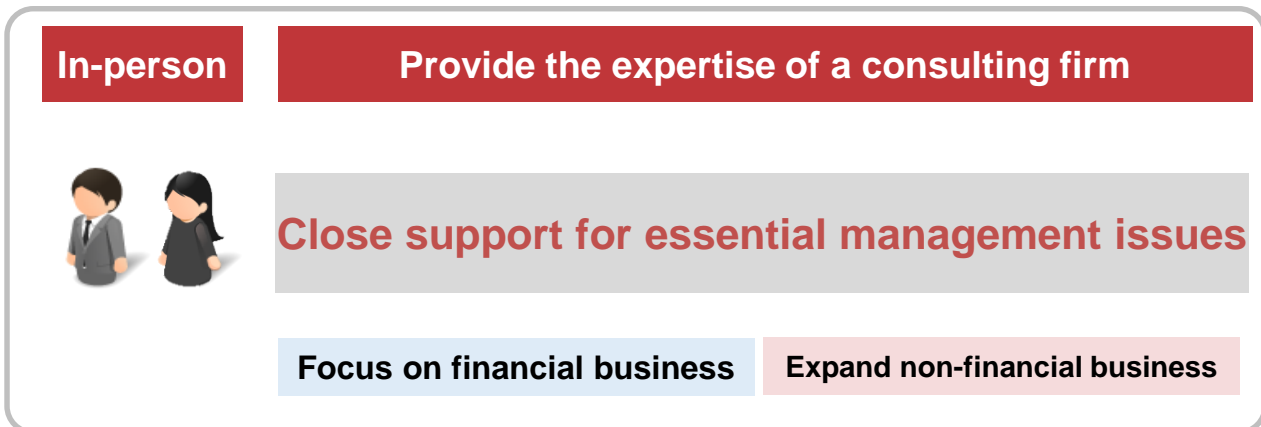 In-person
Provide the expertise of a consulting firm
Close support for essential management issues
Focus on financial business
Expand non-financial business